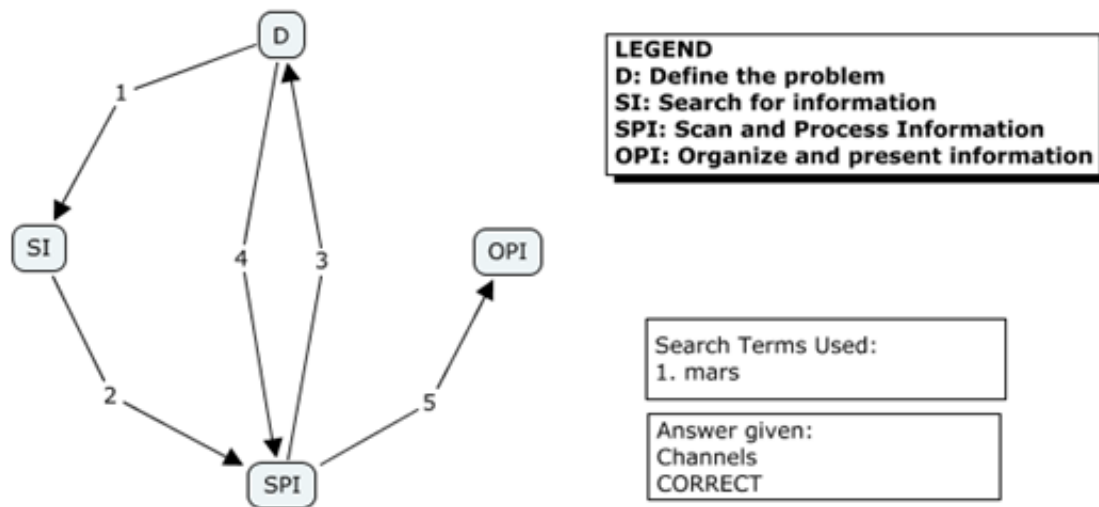 D
1
SI
4
3
OPI
2
5
SPI
LEGEND
D: Define the problem
SI: Search for information
SPI: Scan and Process Information
OPI: Organize and present information
Search Terms Used:
1. mars
Answer given:
Channels
CORRECT